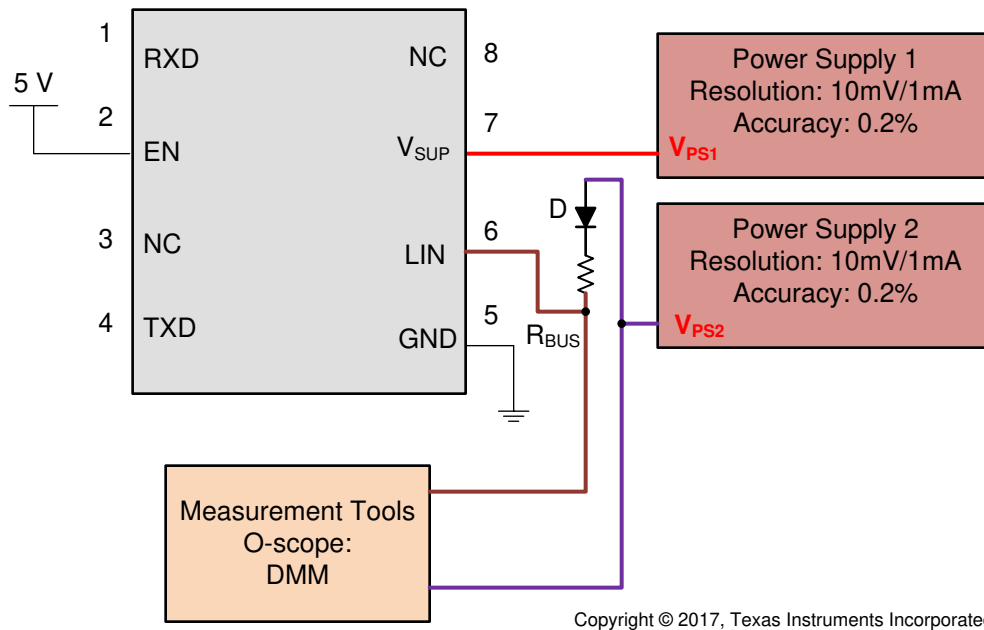 1
RXD
NC
8
5 V
2
EN
7
VSUP
3
NC
6
LIN
4
TXD
5
GND
D
RBUS
Power Supply 1
Resolution: 10mV/1mA
Accuracy: 0.2%
VPS1
Power Supply 2
Resolution: 10mV/1mA
Accuracy: 0.2%
VPS2
Measurement Tools
O-scope:
DMM
Copyright © 2017, Texas Instruments Incorporated